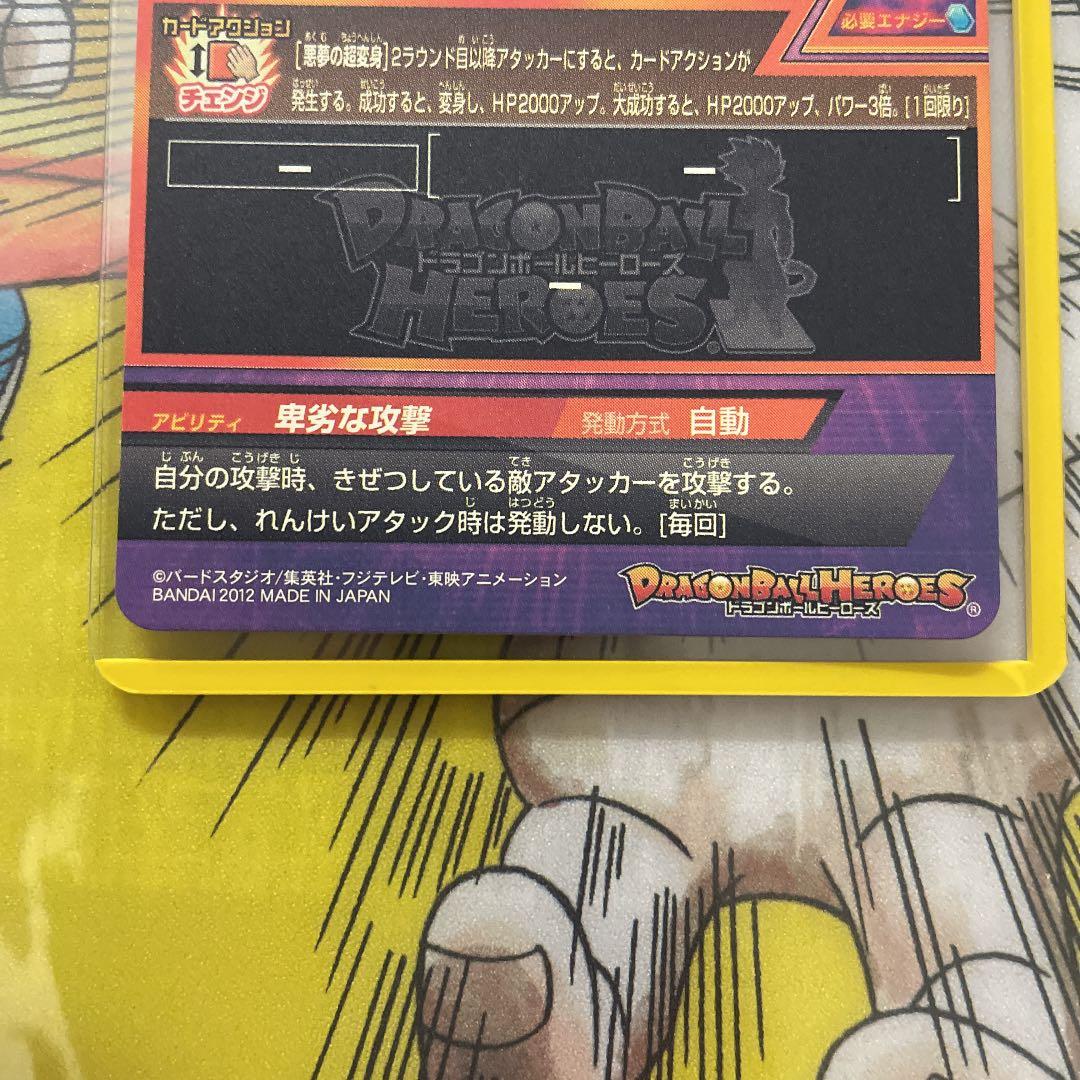 カードアクション
チェンジ
必要エナジー
[悪夢の超変身]2ラウンド目以降アタッカーにすると、カードアクションが
発生する。成功すると、変身し、HP2000アップ。大成功すると、HP2000アップ、パワー3倍。[1回限り]
DRAGONBALL
ドラゴンボールヒーローズ
HEROES
アビリティ 卑劣な攻撃 発動方式 自動
自分の攻撃時、きぜつしている敵アタッカーを攻撃する。
ただし、れんけいアタック時は発動しない。[毎回]
©バードスタジオ/集英社・フジテレビ・東映アニメーション
BANDAI 2012 MADE IN JAPAN
DRAGONBALL HEROES
ドラゴンボールヒーローズ